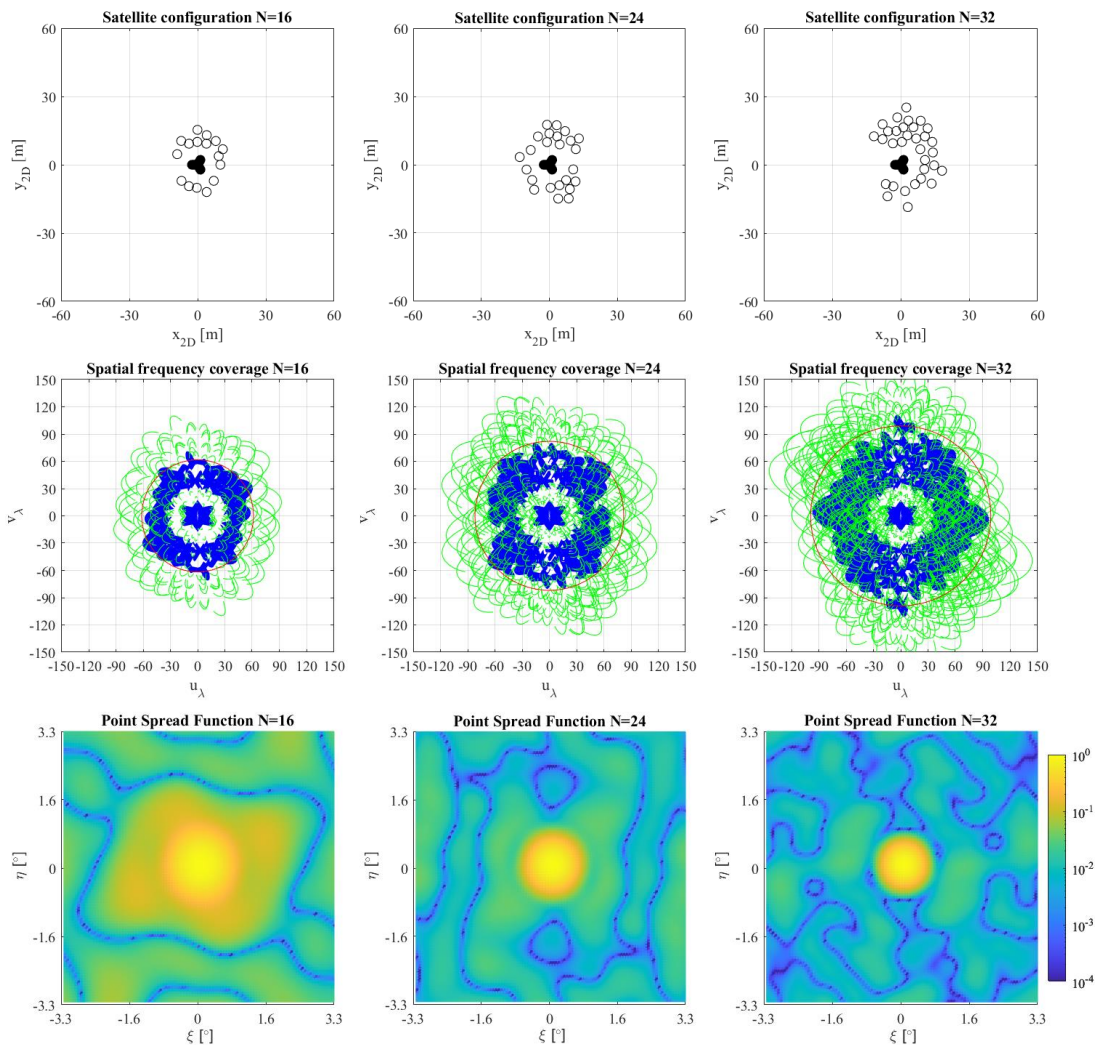 Satellite configuration N=16
Satellite configuration N=24
Satellite configuration N=32
60
30
0
-30
-60
y2D [m]
-60 -30 0 30 60
x2D [m]
60
30
0
-30
-60
y2D [m]
-60 -30 0 30 60
x2D [m]
60
30
0
-30
-60
y2D [m]
-60 -30 0 30 60
x2D [m]
Spatial frequency coverage N=16
Spatial frequency coverage N=24
Spatial frequency coverage N=32
150
120
90
60
30
0
-30
-60
-90
-120
-150
vλ
-150 -120 -90 -60 -30 0 30 60 90 120 150
uλ
150
120
90
60
30
0
-30
-60
-90
-120
-150
vλ
-150 -120 -90 -60 -30 0 30 60 90 120 150
uλ
150
120
90
60
30
0
-30
-60
-90
-120
-150
vλ
-150 -120 -90 -60 -30 0 30 60 90 120 150
uλ
Point Spread Function N=16
Point Spread Function N=24
Point Spread Function N=32
3.3
1.6
0
-1.6
-3.3
η [°]
-3.3 -1.6 0 1.6 3.3
ξ [°]
3.3
1.6
0
-1.6
-3.3
η [°]
-3.3 -1.6 0 1.6 3.3
ξ [°]
3.3
1.6
0
-1.6
-3.3
η [°]
-3.3 -1.6 0 1.6 3.3
ξ [°]
10⁰
10⁻¹
10⁻²
10⁻³
10⁻⁴